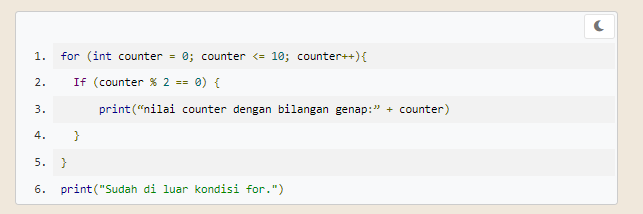 1. for (int counter = 0; counter <= 10; counter++){
2. If (counter % 2 == 0) {
3. print(“nilai counter dengan bilangan genap:” + counter)
4. }
5. }
6. print("Sudah di luar kondisi for.")